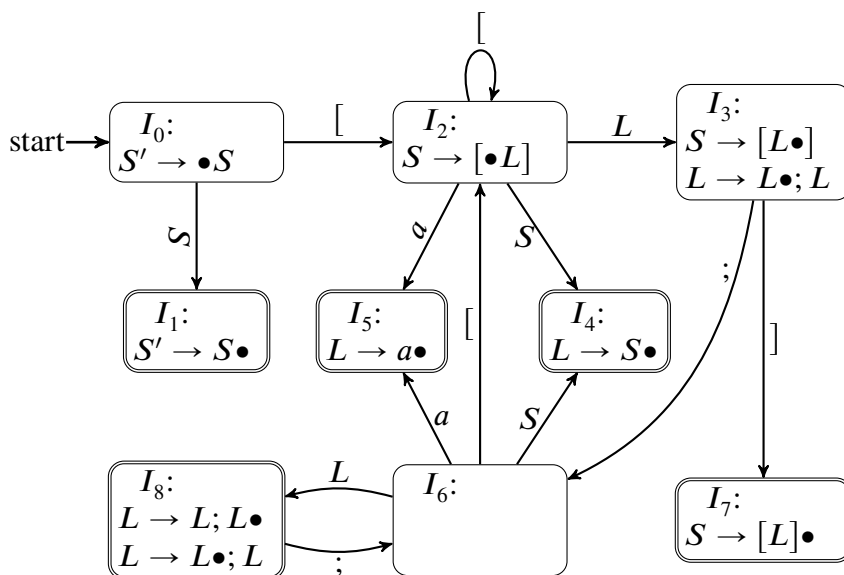 [
I₀:
S′ → •S
start
[
I₂:
S → [•L]
L
I₃:
S → [L•]
L → L•; L
S
a
S
;
I₁:
S′ → S•
I₅:
L → a•
[
I₄:
L → S•
]
a
S
I₈:
L → L; L•
L → L•; L
L
;
I₆:
I₇:
S → [L]•